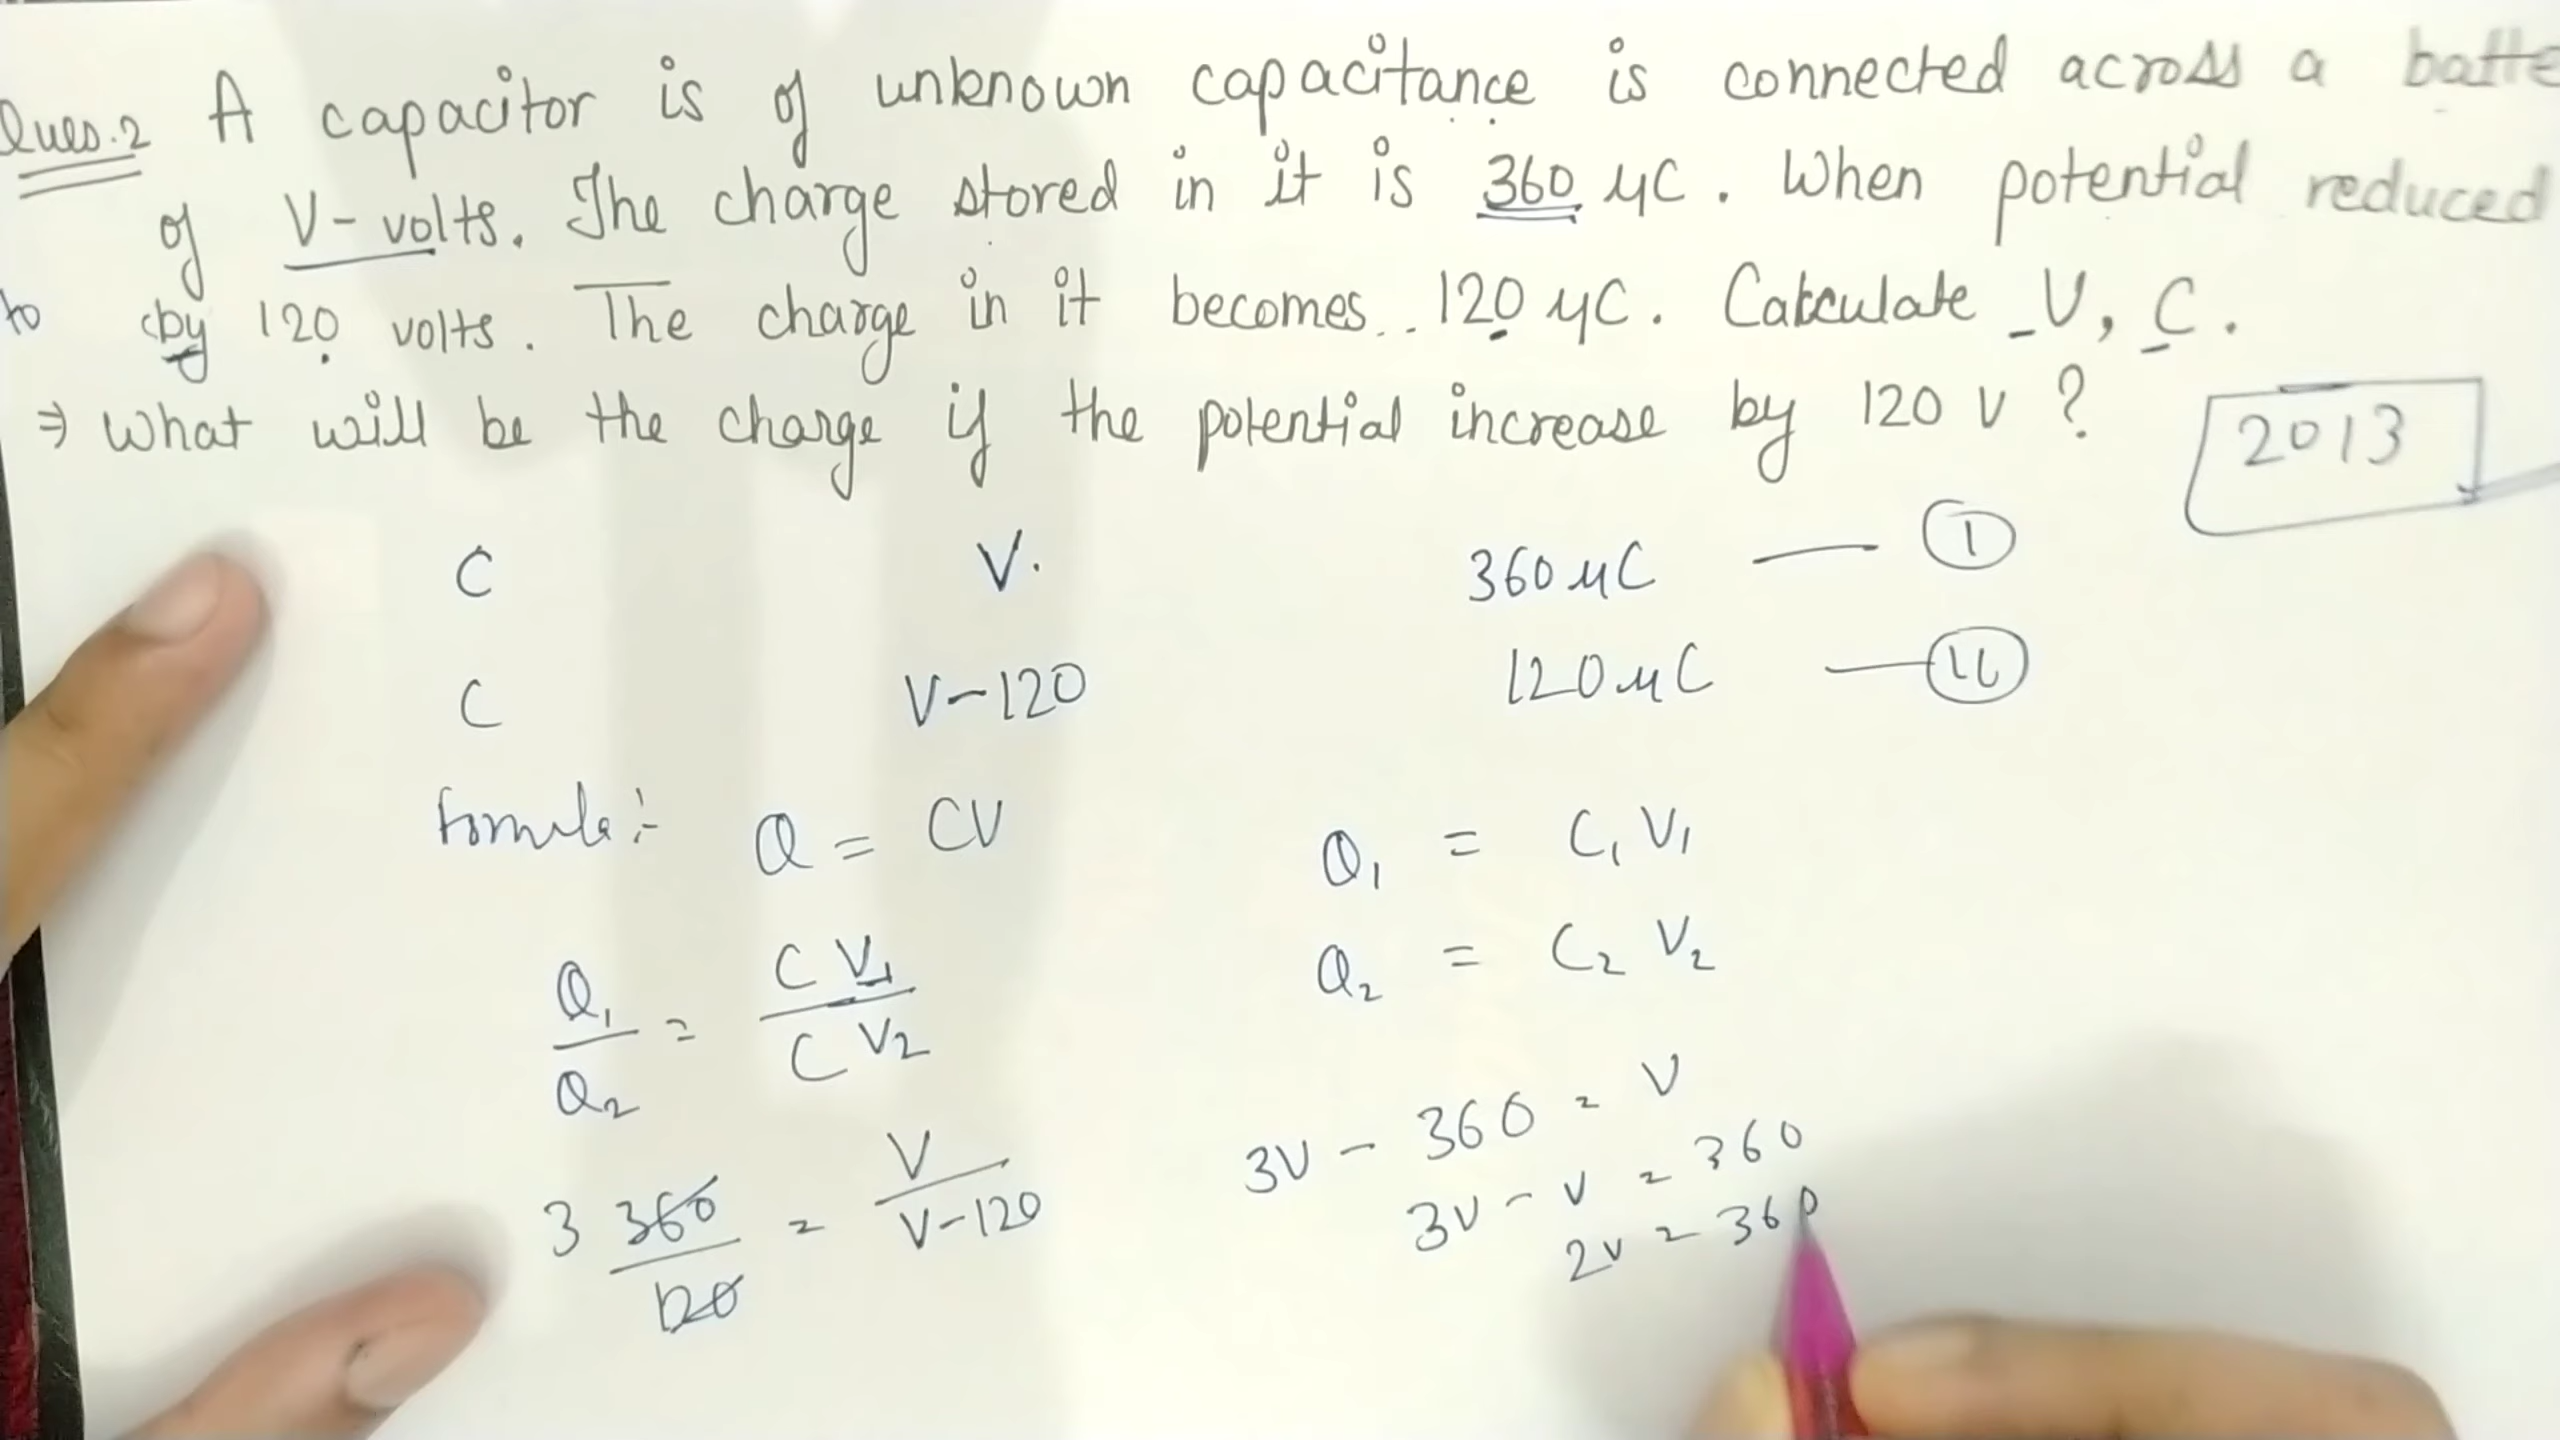 Ques.2 A capacitor is of unknown capacitance is connected across a batte
of V-volts. The charge stored in it is 360 μC. When potential reduced
to by 120 volts. The charge in it becomes 120 μC. Calculate V, C.
⇒ What will be the charge if the potential increase by 120 V ?
2013
C V. 360 μC — I
C V-120 120 μC — II
Formula:- Q = CV Q₁ = C₁ V₁
Q₂ = C₂ V₂
Q₁/Q₂ = C V₁/C V₂
3 360/120 = V/V-120
3V - 360 = V
3V - V = 360
2V = 360